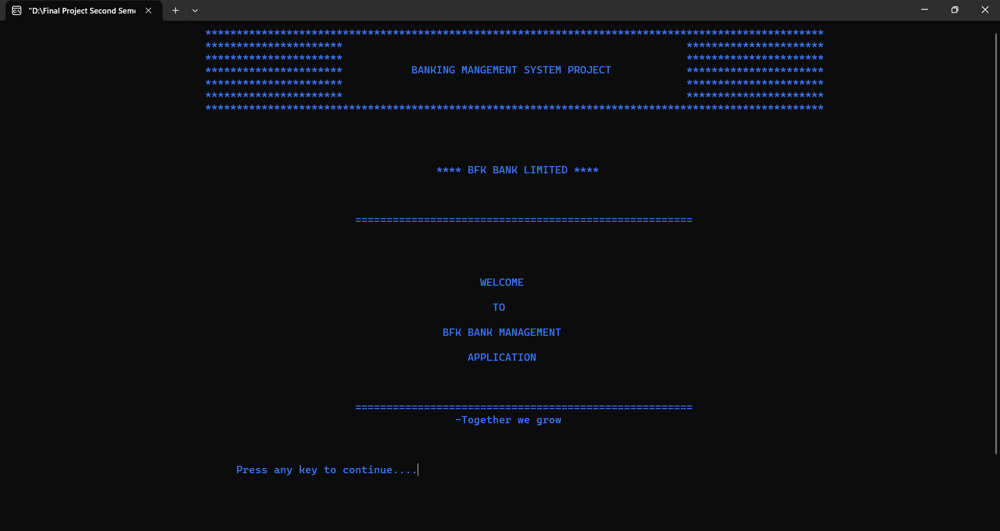 "D:\Final Project Second Seme
***************************************************************************************************
**********************                                                       **********************
**********************                                                       **********************
**********************           BANKING MANGEMENT SYSTEM PROJECT            **********************
**********************                                                       **********************
**********************                                                       **********************
***************************************************************************************************
**** BFK BANK LIMITED ****
======================================================
WELCOME
TO
BFK BANK MANAGEMENT
APPLICATION
======================================================
-Together we grow
Press any key to continue....